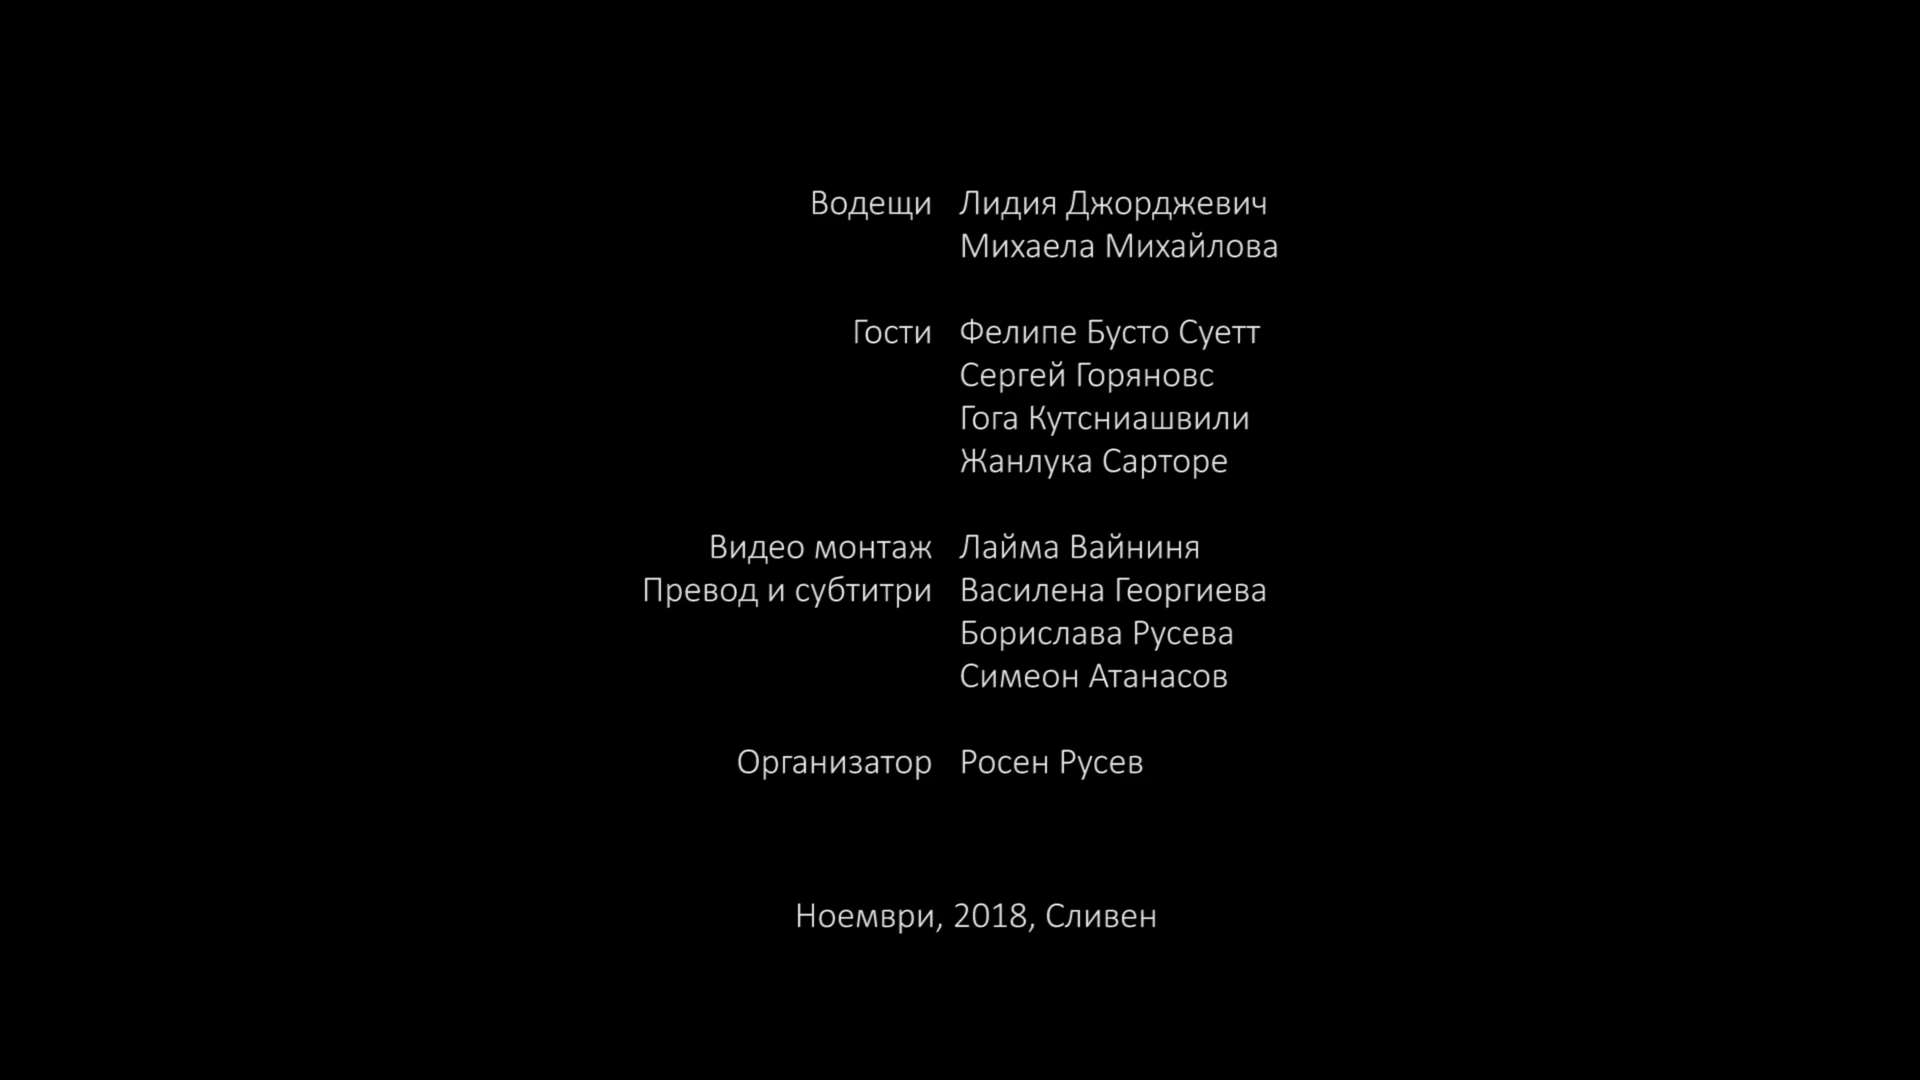 Водещи Лидия Джорджевич
Михаела Михайлова
Гости Фелипе Бусто Суетт
Сергей Горяновс
Гога Кутсниашвили
Жанлука Сарторе
Видео монтаж Лайма Вайниня
Превод и субтитри Василена Георгиева
Борислава Русева
Симеон Атанасов
Организатор Росен Русев
Ноември, 2018, Сливен